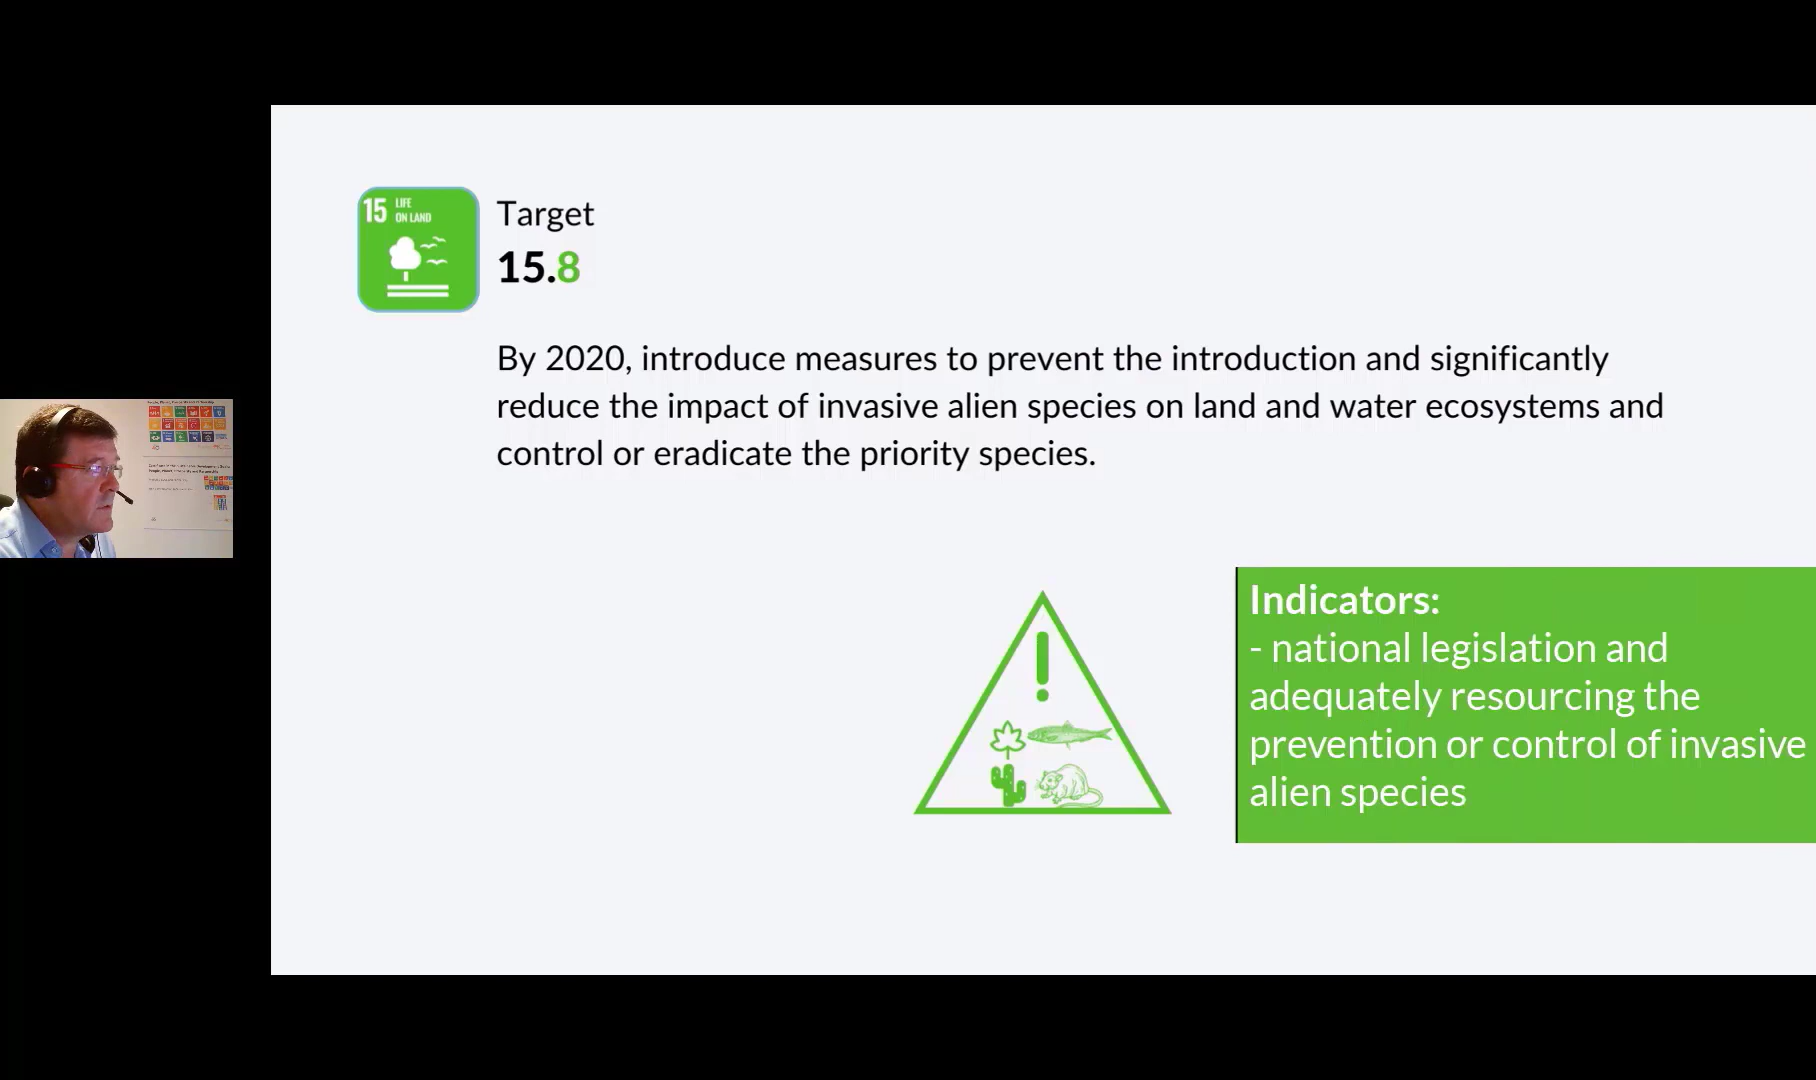 15 LIFE
ON LAND
Target
15.8
By 2020, introduce measures to prevent the introduction and significantly
reduce the impact of invasive alien species on land and water ecosystems and
control or eradicate the priority species.
Indicators:
- national legislation and
adequately resourcing the
prevention or control of invasive
alien species